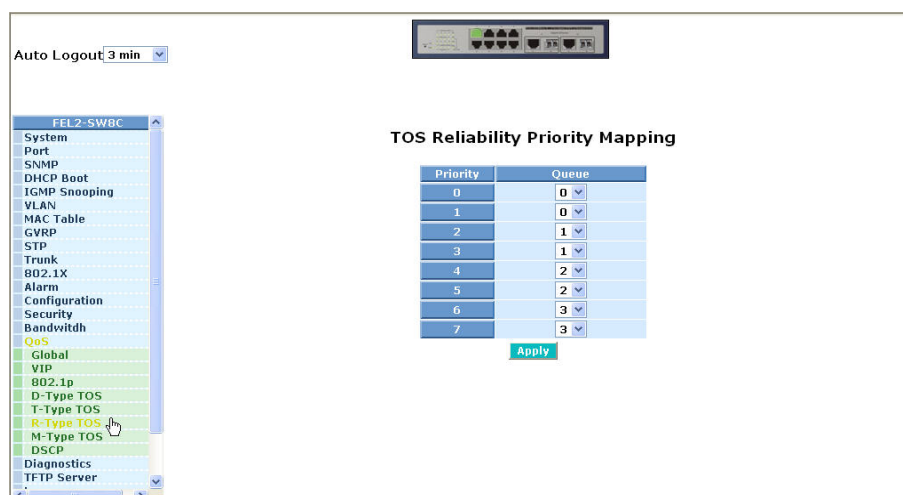 Auto Logout 3 min
FEL2-SW8C
System
Port
SNMP
DHCP Boot
IGMP Snooping
VLAN
MAC Table
GVRP
STP
Trunk
802.1X
Alarm
Configuration
Security
Bandwitdh
QoS
Global
VIP
802.1p
D-Type TOS
T-Type TOS
R-Type TOS
M-Type TOS
DSCP
Diagnostics
TFTP Server
TOS Reliability Priority Mapping
Priority Queue
0 0
1 0
2 1
3 1
4 2
5 2
6 3
7 3
Apply